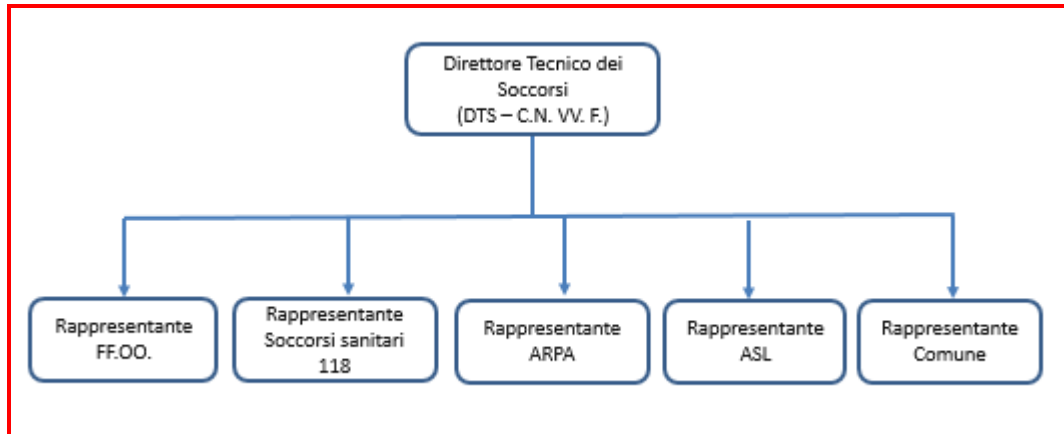 Direttore Tecnico dei
Soccorsi
(DTS – C.N. VV. F.)
Rappresentante
FF.OO.
Rappresentante
Soccorsi sanitari
118
Rappresentante
ARPA
Rappresentante
ASL
Rappresentante
Comune